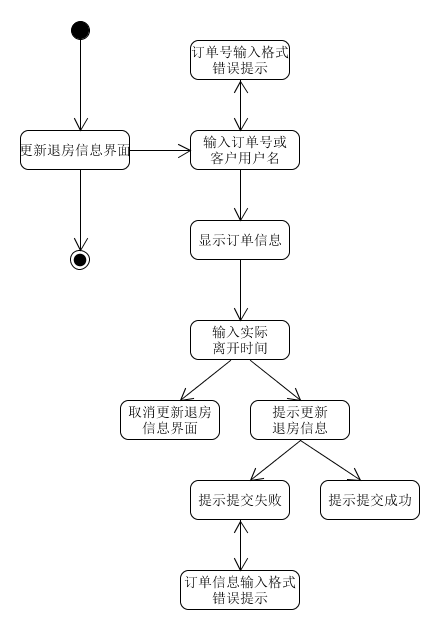 订单号输入格式
错误提示
更新退房信息界面
输入订单号或
客户用户名
显示订单信息
输入实际
离开时间
取消更新退房
信息界面
提示更新
退房信息
提示提交失败
提示提交成功
订单信息输入格式
错误提示